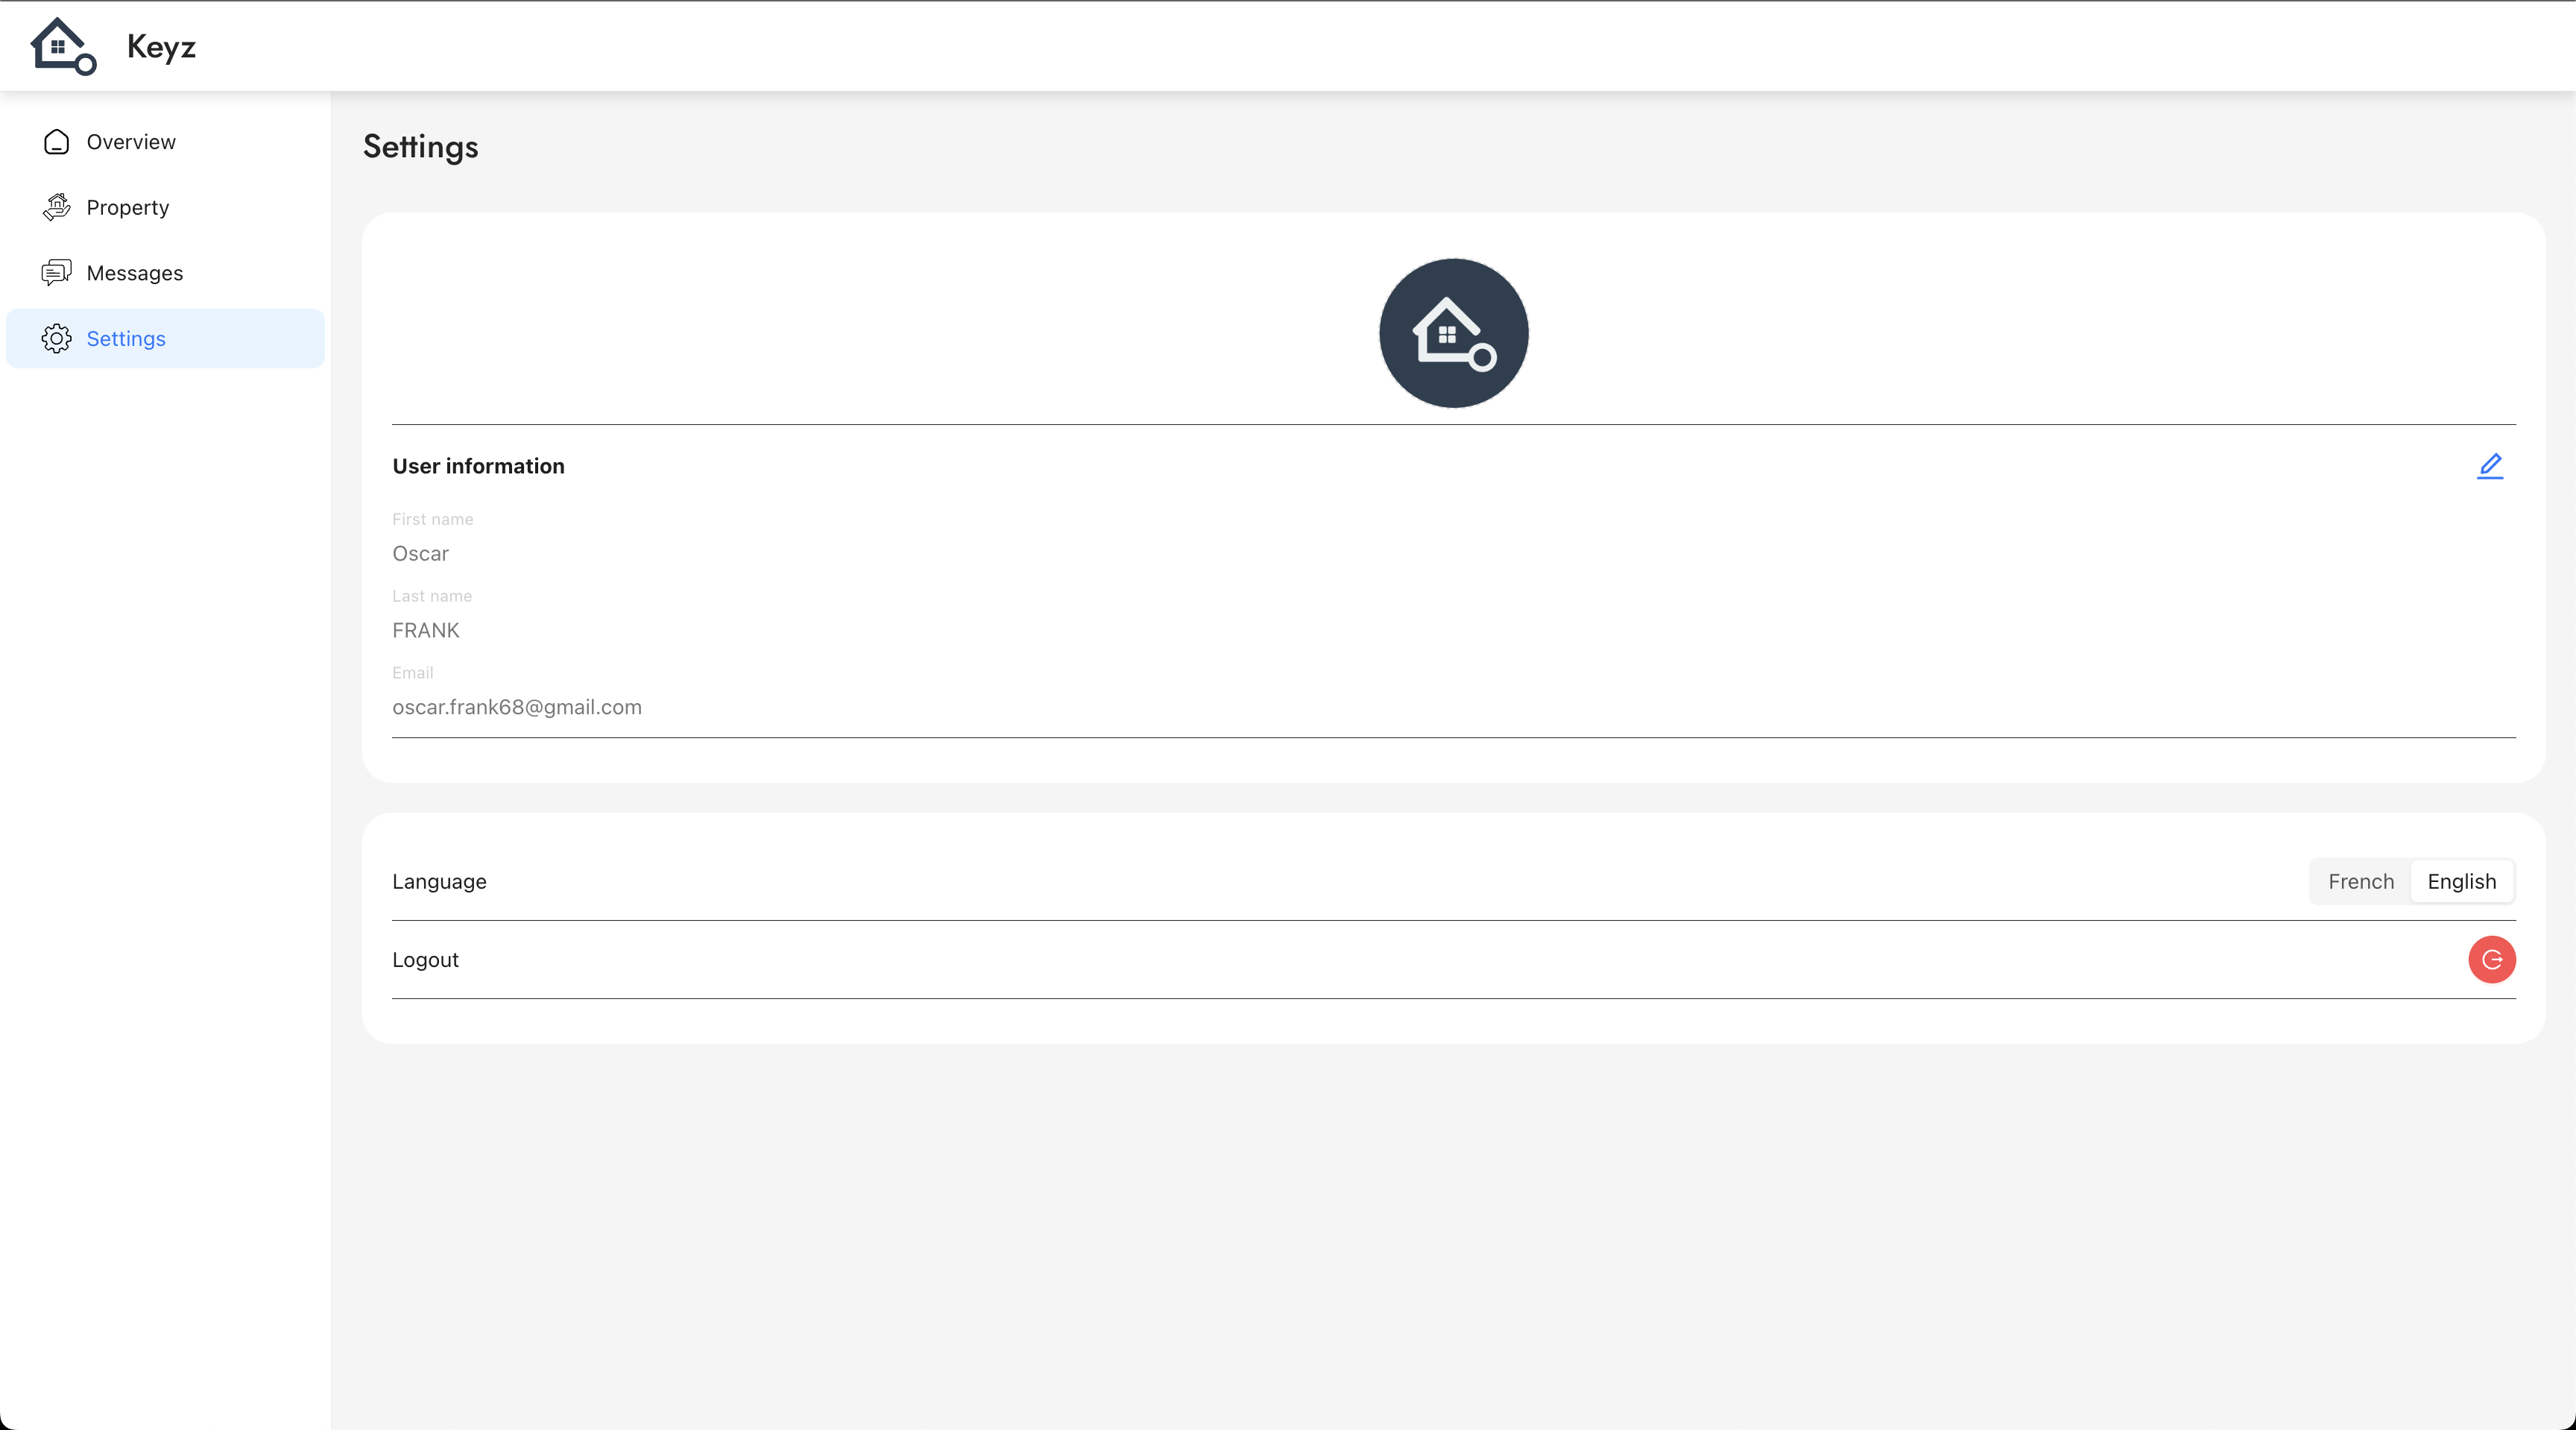 Keyz
Overview
Property
Messages
Settings
Settings
User information
First name
Oscar
Last name
FRANK
Email
oscar.frank68@gmail.com
Language
French English
Logout